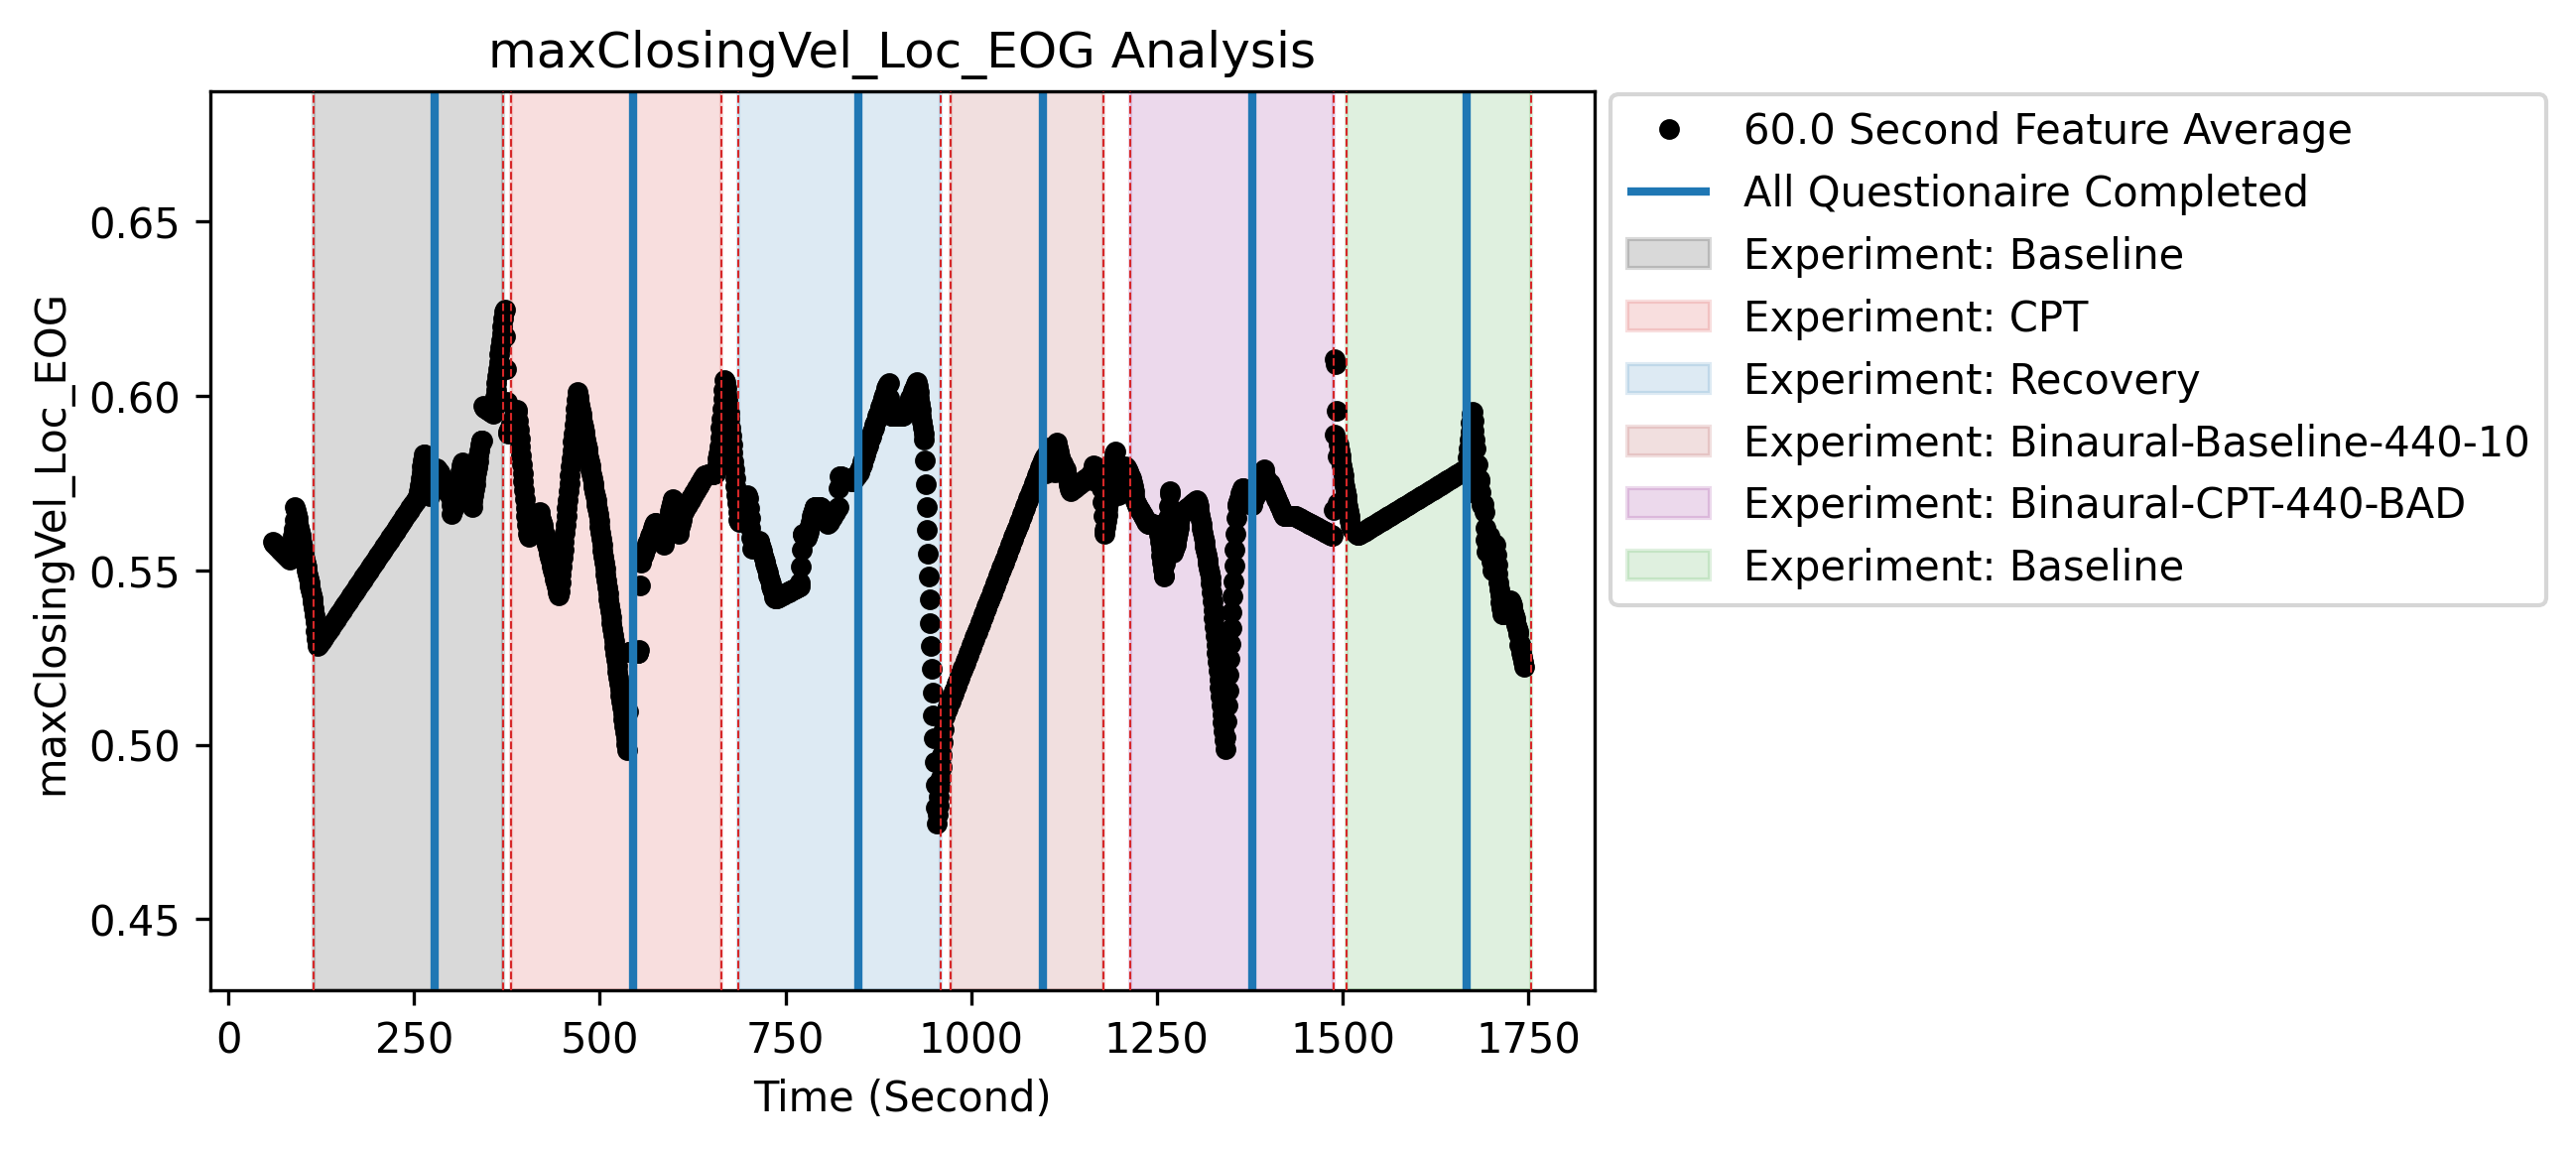 maxClosingVel_Loc_EOG Analysis
maxClosingVel_Loc_EOG
0.65
0.60
0.55
0.50
0.45
0 250 500 750 1000 1250 1500 1750
Time (Second)
60.0 Second Feature Average
All Questionaire Completed
Experiment: Baseline
Experiment: CPT
Experiment: Recovery
Experiment: Binaural-Baseline-440-10
Experiment: Binaural-CPT-440-BAD
Experiment: Baseline